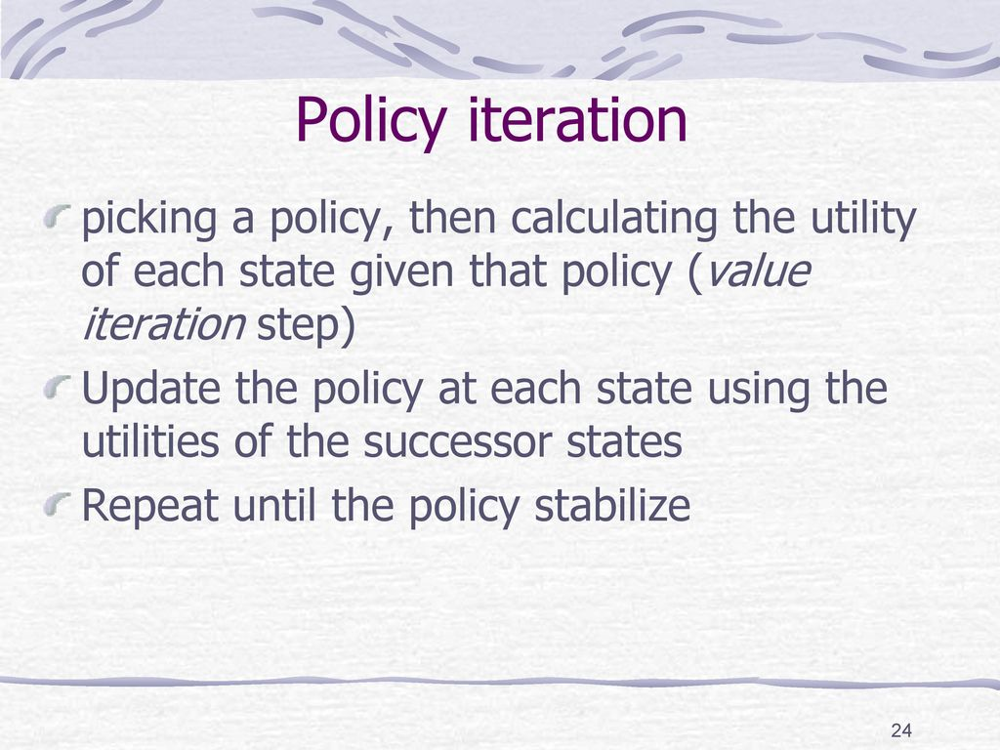 Policy iteration
picking a policy, then calculating the utility
of each state given that policy (value
iteration step)
Update the policy at each state using the
utilities of the successor states
Repeat until the policy stabilize
24